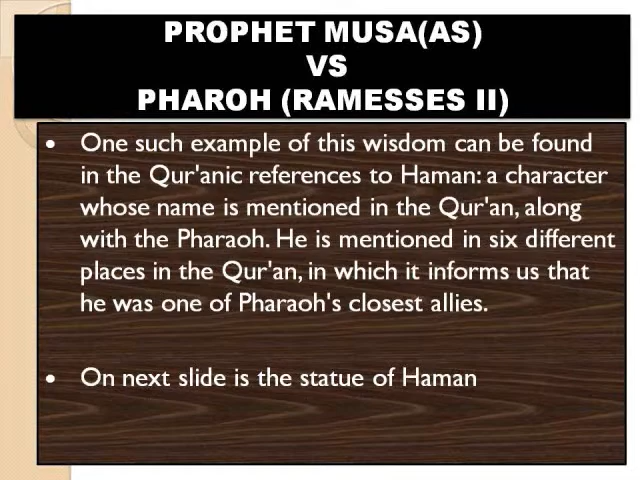 PROPHET MUSA(AS)
VS
PHAROH (RAMESSES II)
• One such example of this wisdom can be found
in the Qur'anic references to Haman: a character
whose name is mentioned in the Qur'an, along
with the Pharaoh. He is mentioned in six different
places in the Qur'an, in which it informs us that
he was one of Pharaoh's closest allies.
• On next slide is the statue of Haman